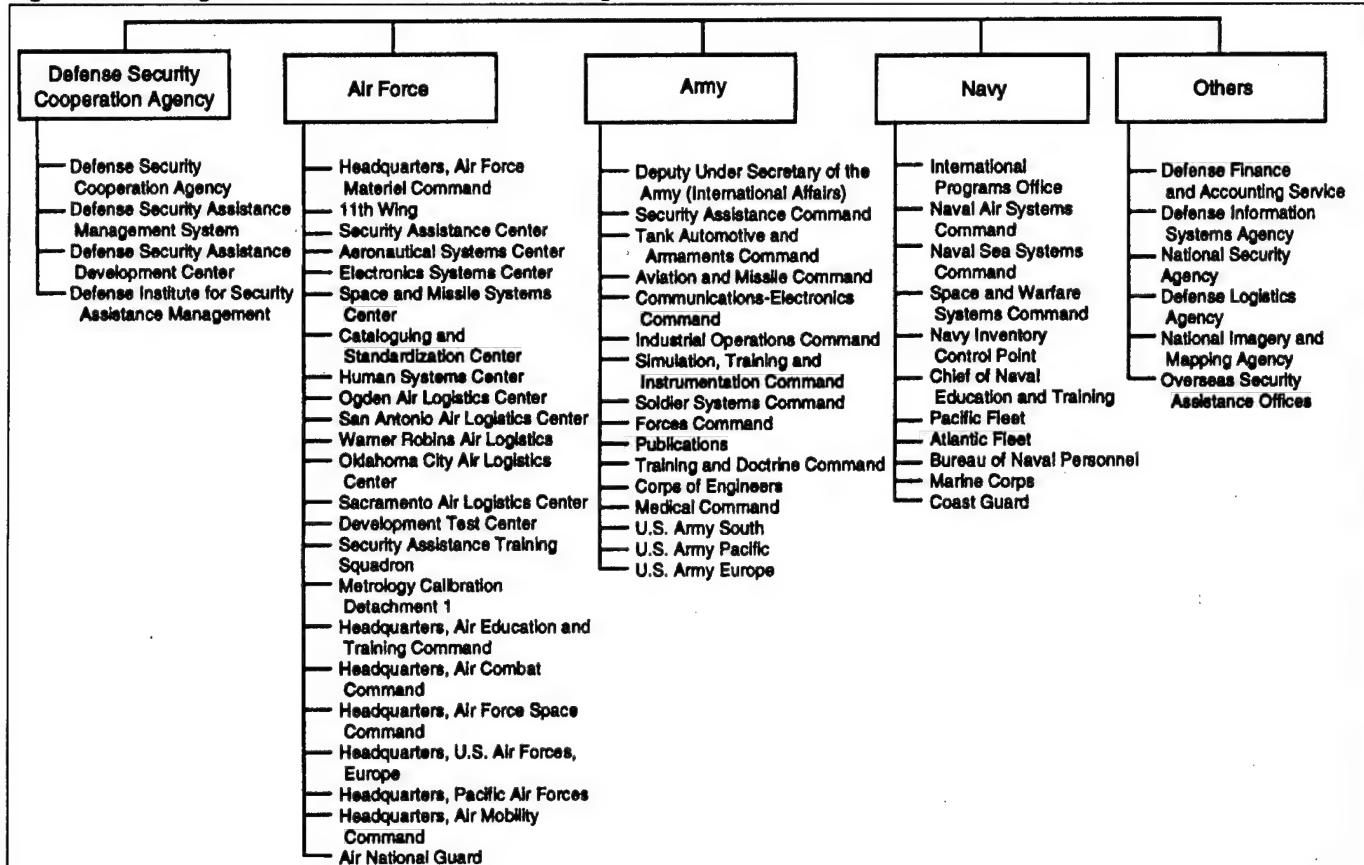 Defense Security
Cooperation Agency
Defense Security
Cooperation Agency
Defense Security Assistance
Management System
Defense Security Assistance
Development Center
Defense Institute for Security
Assistance Management
Air Force
Headquarters, Air Force
Materiel Command
11th Wing
Security Assistance Center
Aeronautical Systems Center
Electronics Systems Center
Space and Missile Systems
Center
Cataloguing and
Standardization Center
Human Systems Center
Ogden Air Logistics Center
San Antonio Air Logistics Center
Warner Robins Air Logistics
Oklahoma City Air Logistics
Center
Sacramento Air Logistics Center
Development Test Center
Security Assistance Training
Squadron
Metrology Calibration
Detachment 1
Headquarters, Air Education and
Training Command
Headquarters, Air Combat
Command
Headquarters, Air Force Space
Command
Headquarters, U.S. Air Forces,
Europe
Headquarters, Pacific Air Forces
Headquarters, Air Mobility
Command
Air National Guard
Army
Deputy Under Secretary of the
Army (International Affairs)
Security Assistance Command
Tank Automotive and
Armaments Command
Aviation and Missile Command
Communications-Electronics
Command
Industrial Operations Command
Simulation, Training and
Instrumentation Command
Soldier Systems Command
Forces Command
Publications
Training and Doctrine Command
Corps of Engineers
Medical Command
U.S. Army South
U.S. Army Pacific
U.S. Army Europe
Navy
International
Programs Office
Naval Air Systems
Command
Naval Sea Systems
Command
Space and Warfare
Systems Command
Navy Inventory
Control Point
Chief of Naval
Education and Training
Pacific Fleet
Atlantic Fleet
Bureau of Naval Personnel
Marine Corps
Coast Guard
Others
Defense Finance
and Accounting Service
Defense Information
Systems Agency
National Security
Agency
Defense Logistics
Agency
National Imagery and
Mapping Agency
Overseas Security
Assistance Offices